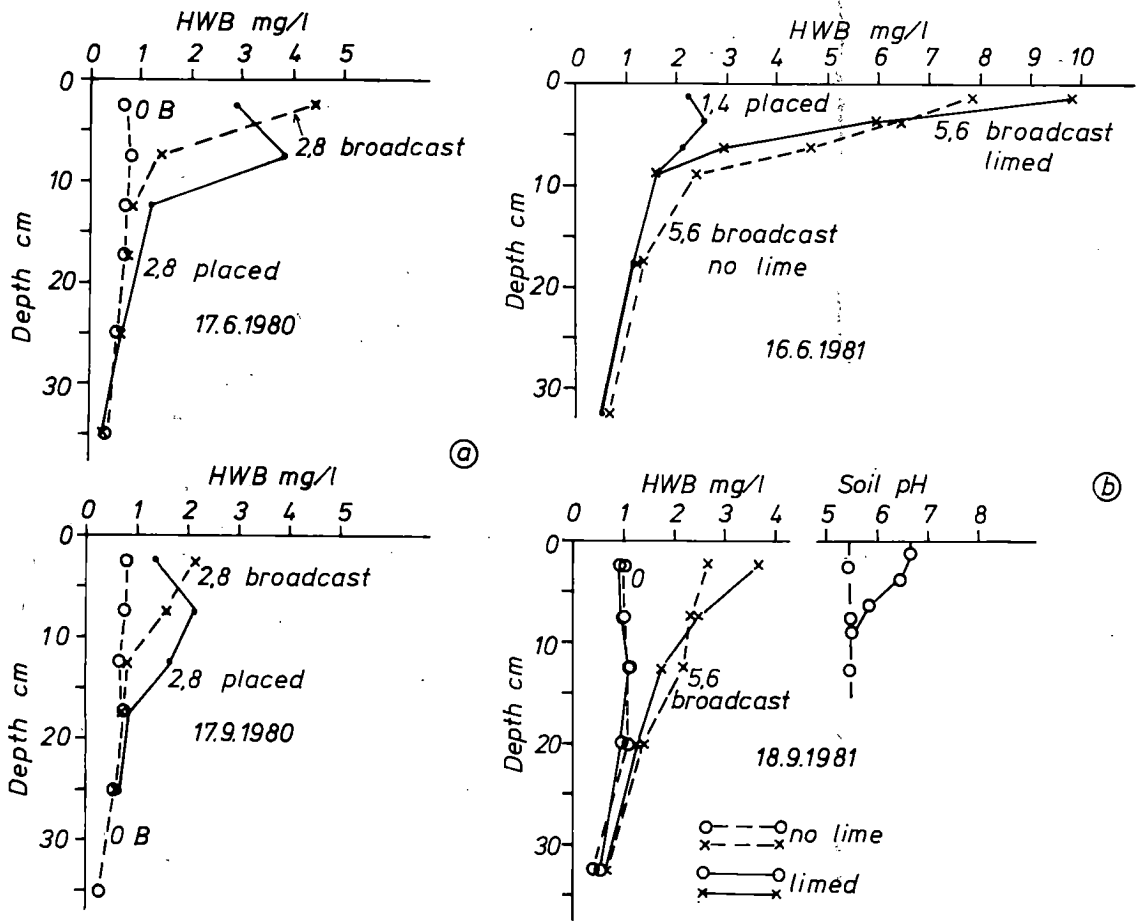 HWB mg/l
0 1 2 3 4 5
0
10
20
30
Depth cm
0 B
2,8 broadcast
2,8 placed
17.6.1980
HWB mg/l
0 1 2 3 4 5 6 7 8 9 10
0
10
20
30
Depth cm
1,4 placed
5,6 broadcast
limed
5,6 broadcast
no lime
16.6.1981
a
HWB mg/l
0 1 2 3 4 5
0
10
20
30
Depth cm
2,8 broadcast
2,8 placed
17.9.1980
0 B
HWB mg/l
0 1 2 3 4
0
10
20
30
Depth cm
0
5,6
broadcast
18.9.1981
Soil pH
5 6 7 8
b
no lime
limed